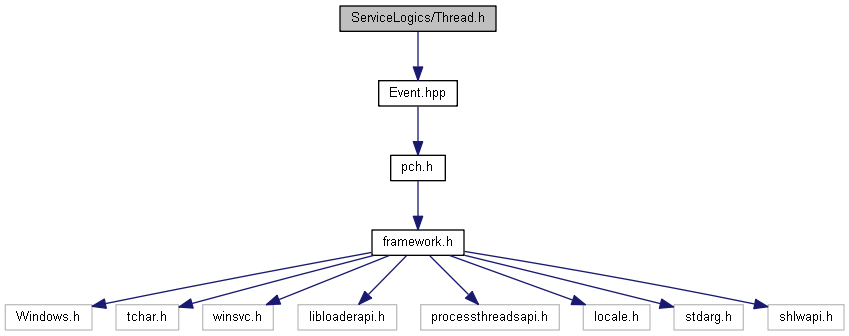 ServiceLogics/Thread.h
Event.hpp
pch.h
framework.h
Windows.h
tchar.h
winsvc.h
libloaderapi.h
processthreadsapi.h
locale.h
stdarg.h
shlwapi.h